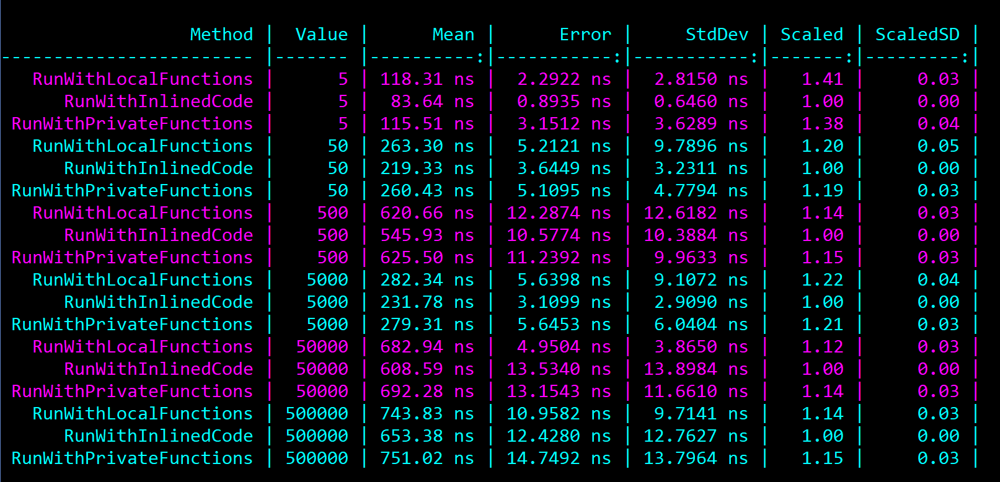 Method |  Value |       Mean |       Error |      StdDev | Scaled | ScaledSD |
------------------------ |------- |----------:|-----------:|-----------:|-------:|---------:|
   RunWithLocalFunctions |      5 |  118.31 ns |   2.2922 ns |   2.8150 ns |   1.41 |     0.03 |
      RunWithInlinedCode |      5 |   83.64 ns |   0.8935 ns |   0.6460 ns |   1.00 |     0.00 |
 RunWithPrivateFunctions |      5 |  115.51 ns |   3.1512 ns |   3.6289 ns |   1.38 |     0.04 |
   RunWithLocalFunctions |     50 |  263.30 ns |   5.2121 ns |   9.7896 ns |   1.20 |     0.05 |
      RunWithInlinedCode |     50 |  219.33 ns |   3.6449 ns |   3.2311 ns |   1.00 |     0.00 |
 RunWithPrivateFunctions |     50 |  260.43 ns |   5.1095 ns |   4.7794 ns |   1.19 |     0.03 |
   RunWithLocalFunctions |    500 |  620.66 ns |  12.2874 ns |  12.6182 ns |   1.14 |     0.03 |
      RunWithInlinedCode |    500 |  545.93 ns |  10.5774 ns |  10.3884 ns |   1.00 |     0.00 |
 RunWithPrivateFunctions |    500 |  625.50 ns |  11.2392 ns |   9.9633 ns |   1.15 |     0.03 |
   RunWithLocalFunctions |   5000 |  282.34 ns |   5.6398 ns |   9.1072 ns |   1.22 |     0.04 |
      RunWithInlinedCode |   5000 |  231.78 ns |   3.1099 ns |   2.9090 ns |   1.00 |     0.00 |
 RunWithPrivateFunctions |   5000 |  279.31 ns |   5.6453 ns |   6.0404 ns |   1.21 |     0.03 |
   RunWithLocalFunctions |  50000 |  682.94 ns |   4.9504 ns |   3.8650 ns |   1.12 |     0.03 |
      RunWithInlinedCode |  50000 |  608.59 ns |  13.5340 ns |  13.8984 ns |   1.00 |     0.00 |
 RunWithPrivateFunctions |  50000 |  692.28 ns |  13.1543 ns |  11.6610 ns |   1.14 |     0.03 |
   RunWithLocalFunctions | 500000 |  743.83 ns |  10.9582 ns |   9.7141 ns |   1.14 |     0.03 |
      RunWithInlinedCode | 500000 |  653.38 ns |  12.4280 ns |  12.7627 ns |   1.00 |     0.00 |
 RunWithPrivateFunctions | 500000 |  751.02 ns |  14.7492 ns |  13.7964 ns |   1.15 |     0.03 |